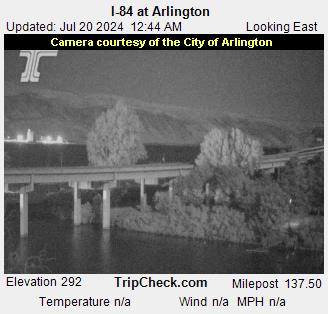 I-84 at Arlington
Updated: Jul 20 2024  12:44 AM  Looking East
Camera courtesy of the City of Arlington
Elevation 292  TripCheck.com  Milepost 137.50
Temperature n/a  Wind n/a  MPH n/a